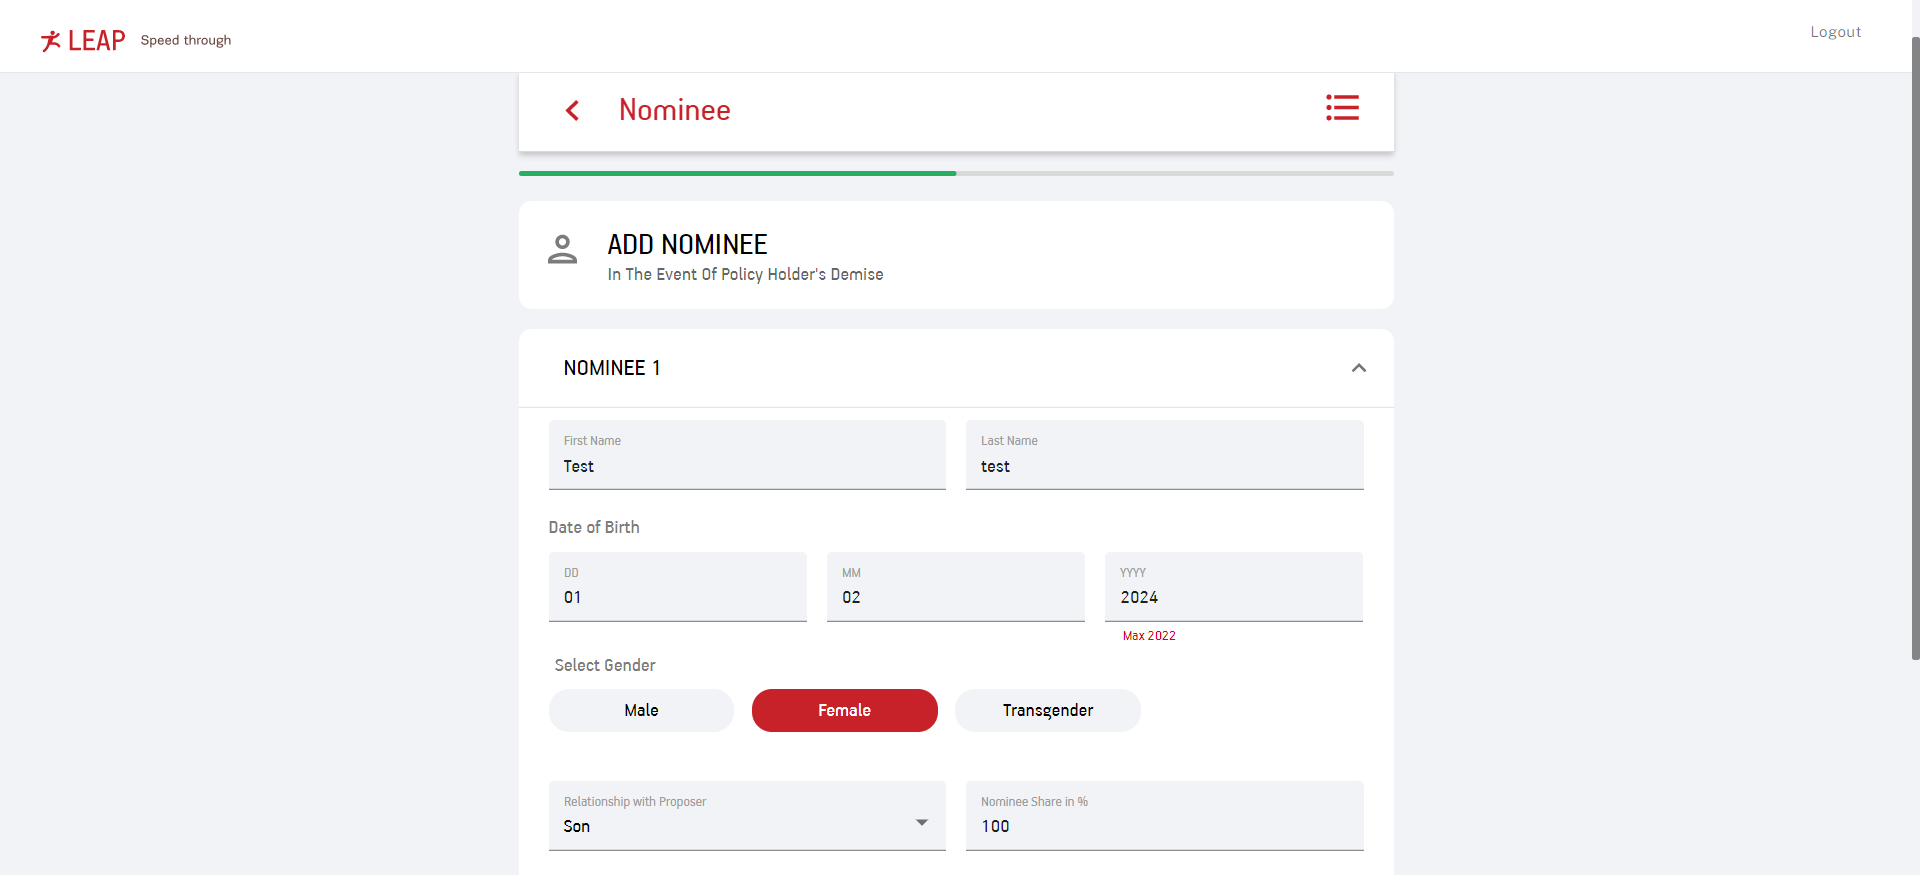 LEAP Speed through
Logout
Nominee
ADD NOMINEE
In The Event Of Policy Holder's Demise
NOMINEE 1
First Name
Test
Last Name
test
Date of Birth
DD
01
MM
02
YYYY
2024
Max 2022
Select Gender
Male
Female
Transgender
Relationship with Proposer
Son
Nominee Share in %
100